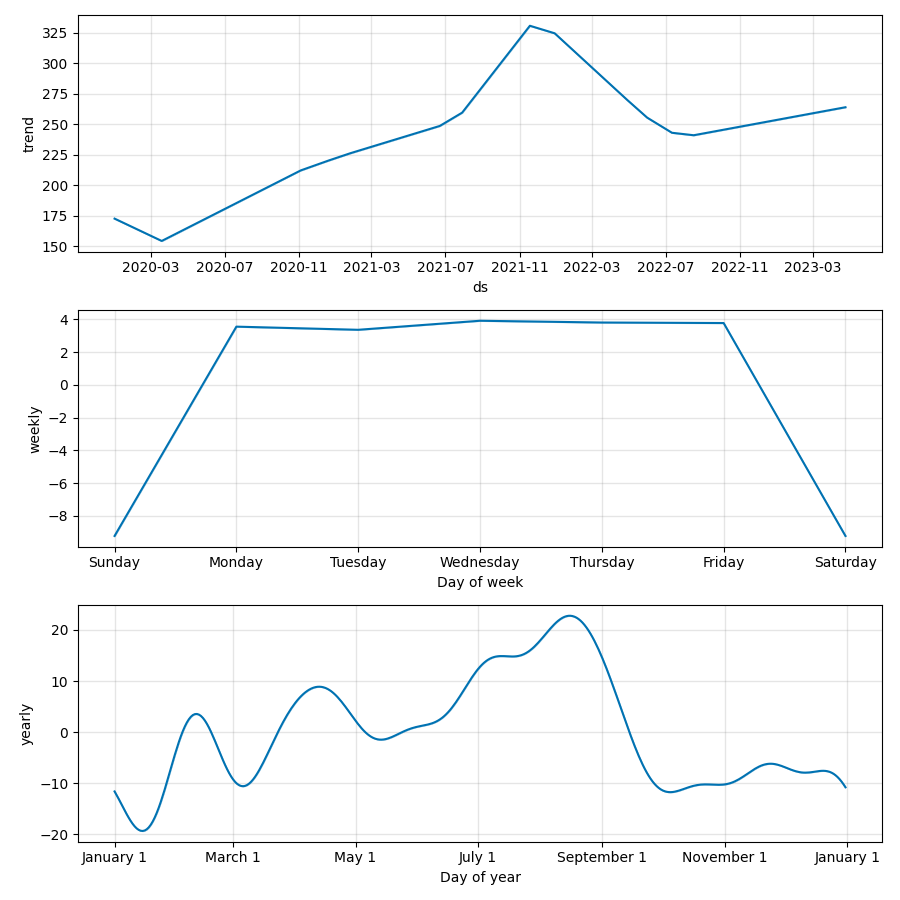 325
300
275
250
225
200
175
150
trend
2020-03 2020-07 2020-11 2021-03 2021-07 2021-11 2022-03 2022-07 2022-11 2023-03
ds
4
2
0
−2
−4
−6
−8
weekly
Sunday Monday Tuesday Wednesday Thursday Friday Saturday
Day of week
20
10
0
−10
−20
yearly
January 1 March 1 May 1 July 1 September 1 November 1 January 1
Day of year